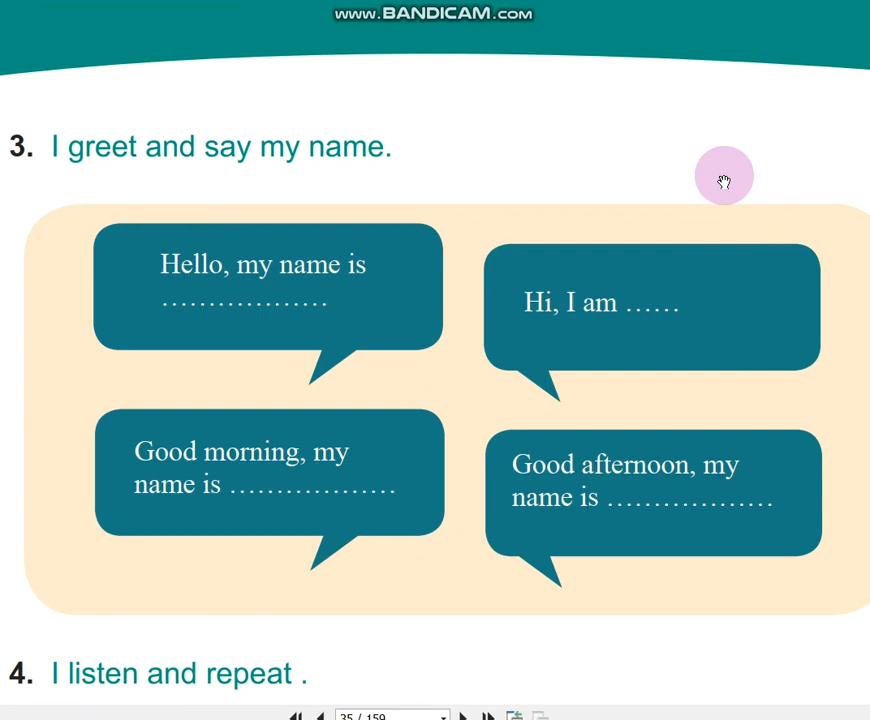 www.BANDICAM.com
3. I greet and say my name.
Hello, my name is
………………
Hi, I am ……
Good morning, my
name is ………………
Good afternoon, my
name is ………………
4. I listen and repeat .
35 / 159